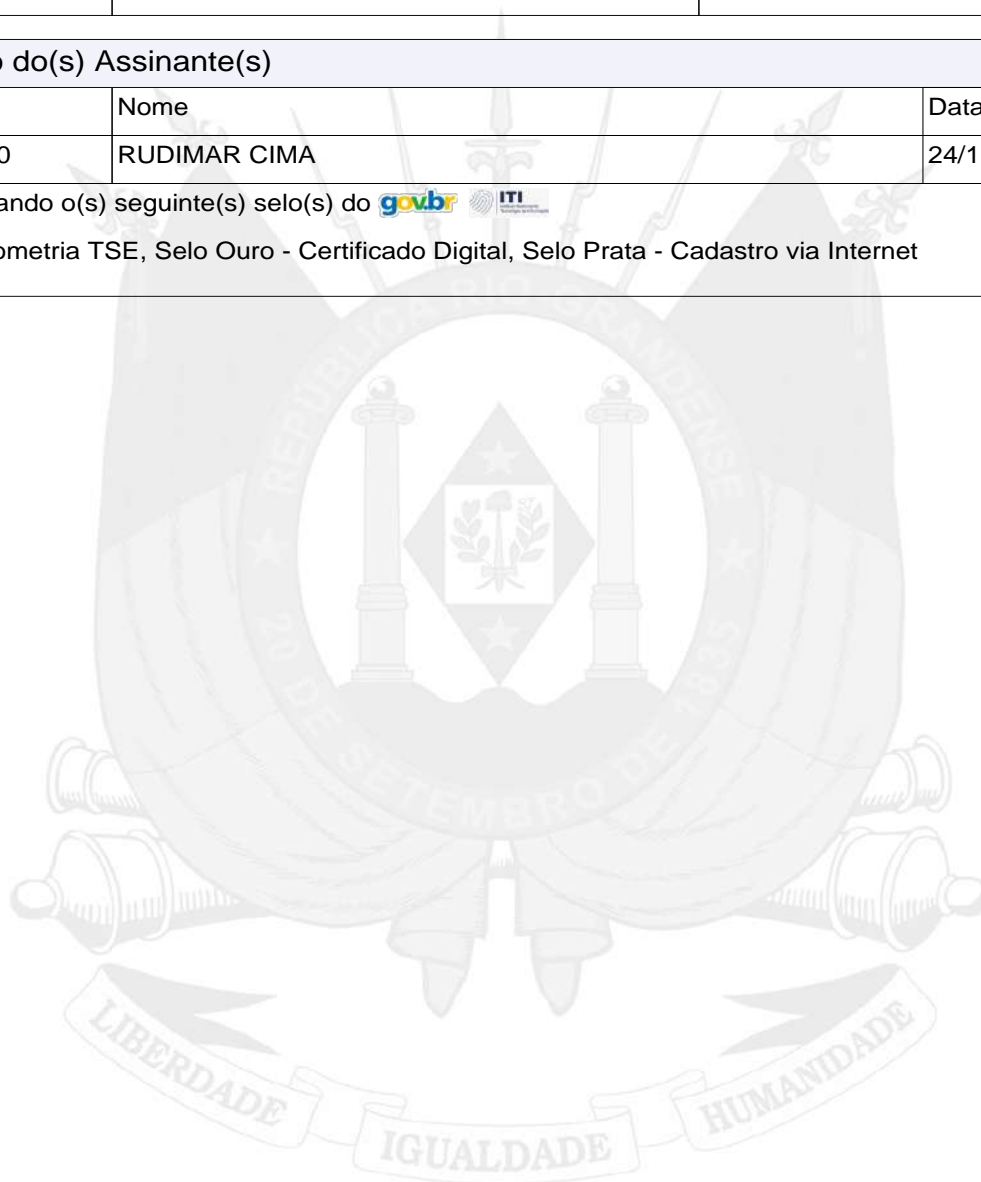 o do(s) Assinante(s)
Nome
Data
0
RUDIMAR CIMA
24/1
ando o(s) seguinte(s) selo(s) do gov.br ITI
ometria TSE, Selo Ouro - Certificado Digital, Selo Prata - Cadastro via Internet
REPÚBLICA RIO GRANDENSE
20 DE SETEMBRO DE 1835
LIBERDADE
IGUALDADE
HUMANIDADE